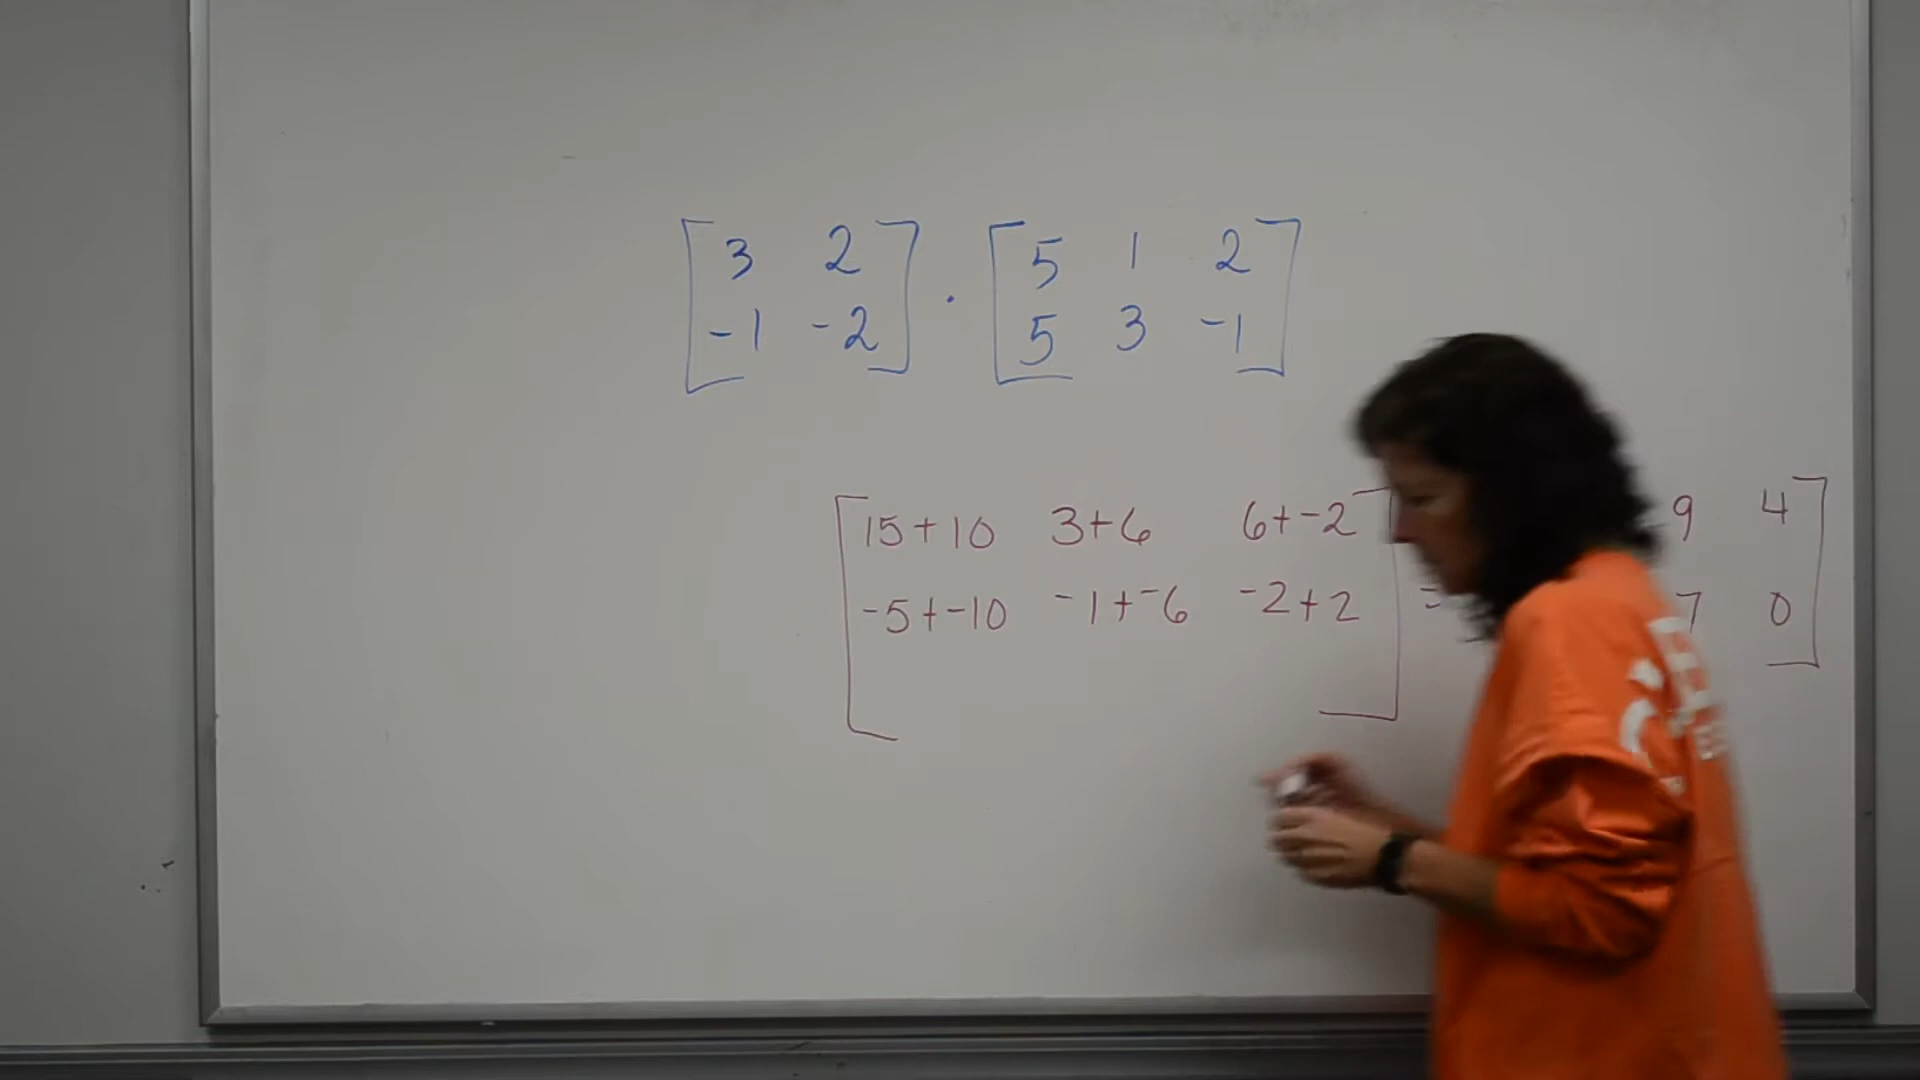 [3 2] · [5 1 2]
[-1 -2] [5 3 -1]
[15+10 3+6 6+-2] 9 4]
[-5+-10 -1+-6 -2+2] = 7 0]